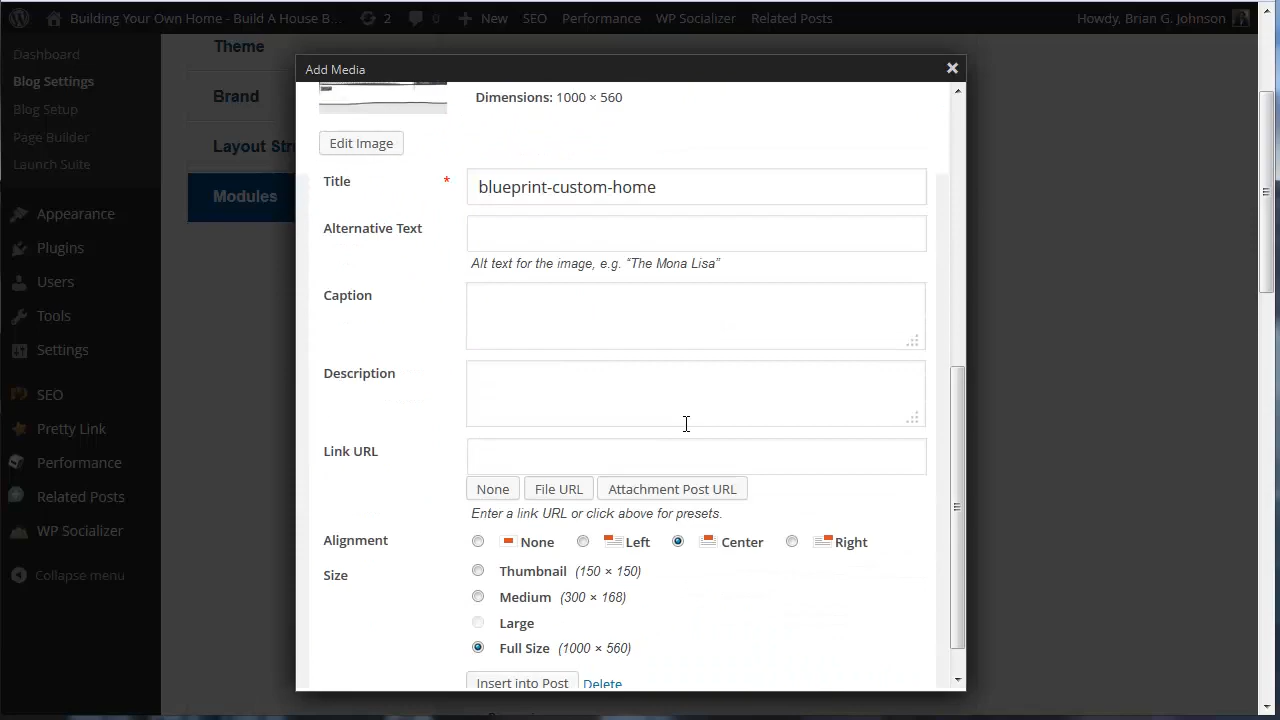 Building Your Own Home - Build A House B... 2 0 New SEO Performance WP Socializer Related Posts Howdy, Brian G. Johnson
Dashboard
Blog Settings
Blog Setup
Page Builder
Launch Suite
Appearance
Plugins
Users
Tools
Settings
SEO
Pretty Link
Performance
Related Posts
WP Socializer
Collapse menu
Theme
Brand
Layout Str
Modules
Add Media
Dimensions: 1000 × 560
Edit Image
Title * blueprint-custom-home
Alternative Text
Alt text for the image, e.g. “The Mona Lisa”
Caption
Description
Link URL
None File URL Attachment Post URL
Enter a link URL or click above for presets.
Alignment None Left Center Right
Size Thumbnail (150 × 150)
Medium (300 × 168)
Large
Full Size (1000 × 560)
Insert into Post Delete